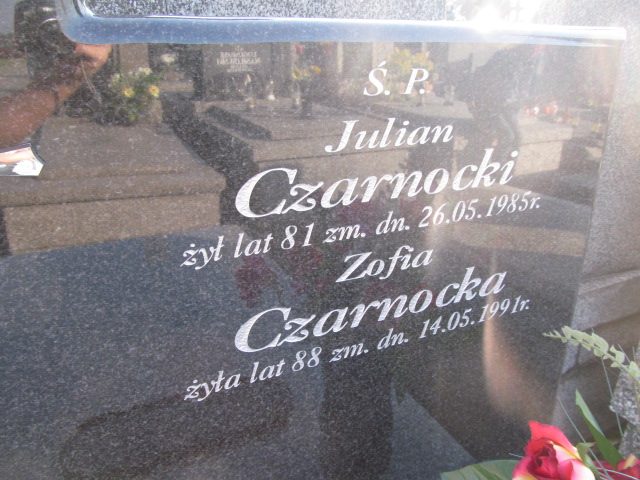 Ś. P.
Julian
Czarnocki
żył lat 81 zm. dn. 26.05.1985r.
Zofia
Czarnocka
żyła lat 88 zm. dn. 14.05.1991r.